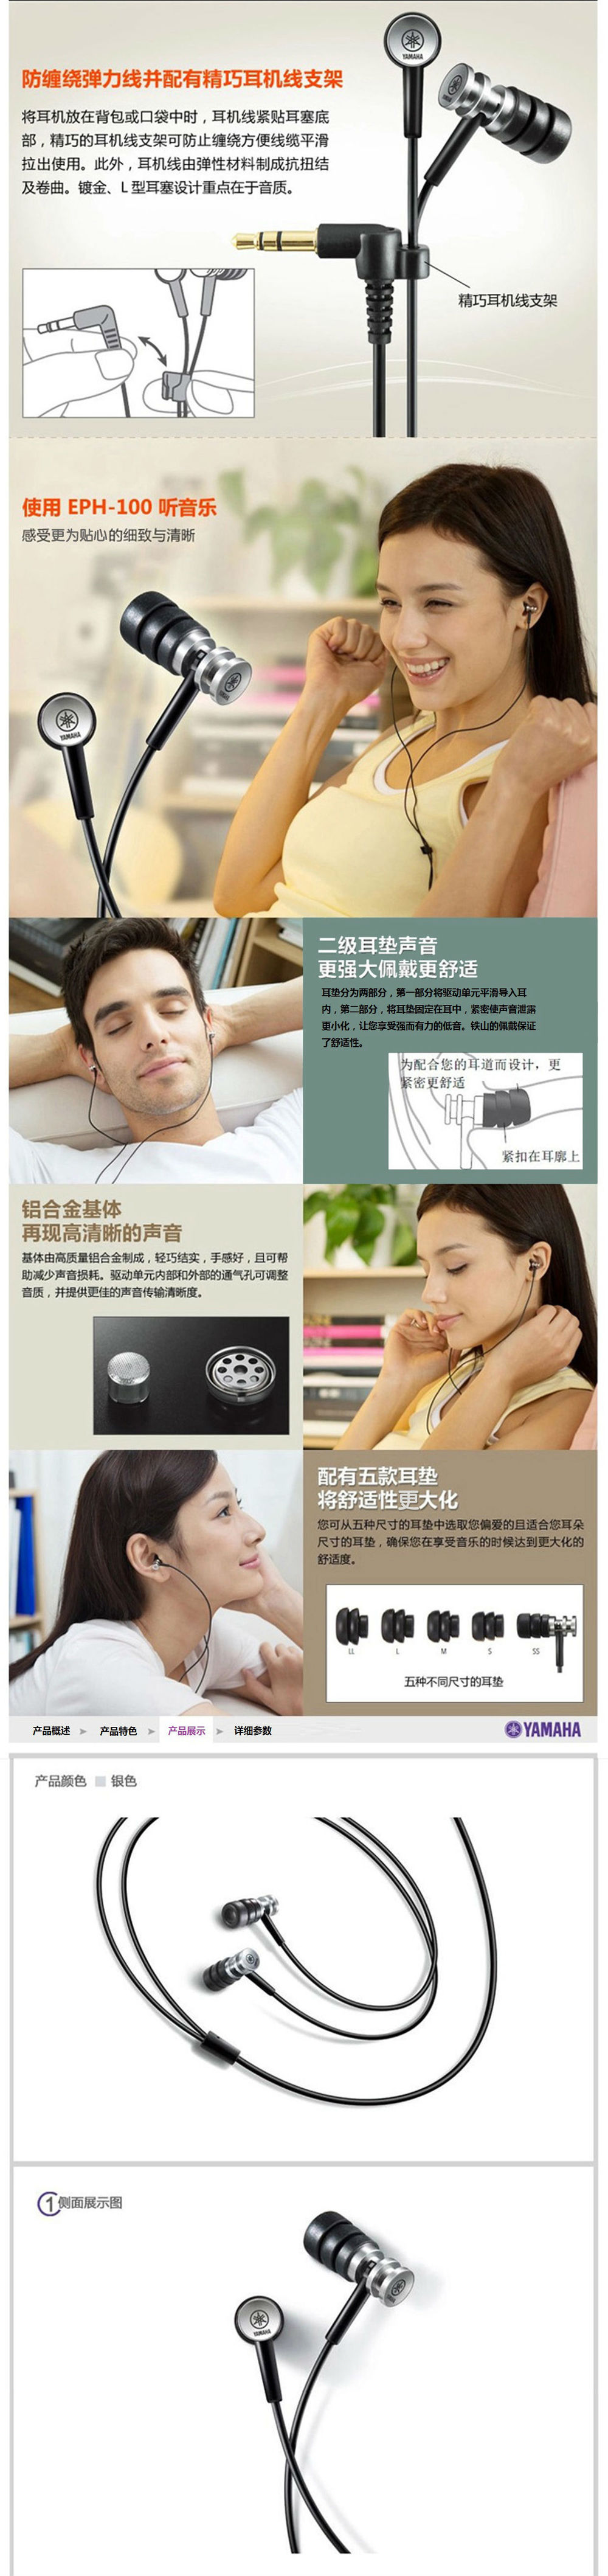 YAMAHA
防缠绕弹力线并配有精巧耳机线支架
将耳机放在背包或口袋中时，耳机线紧贴耳塞底
部，精巧的耳机线支架可防止缠绕方便线缆平滑
拉出使用。此外，耳机线由弹性材料制成抗扭结
及卷曲。镀金、L 型耳塞设计重点在于音质。
精巧耳机线支架
使用 EPH-100 听音乐
感受更为贴心的细致与清晰
YAMAHA
二级耳垫声音
更强大佩戴更舒适
耳垫分为两部分，第一部分将驱动单元平滑导入耳
内，第二部分，将耳垫固定在耳中，紧密使声音泄露
更小化，让您享受强而有力的低音。铁山的佩戴保证
了舒适性。
为配合您的耳道而设计，更
紧密更舒适
紧扣在耳廓上
铝合金基体
再现高清晰的声音
基体由高质量铝合金制成，轻巧结实，手感好，且可帮
助减少声音损耗。驱动单元内部和外部的通气孔可调整
音质，并提供更佳的声音传输清晰度。
配有五款耳垫
将舒适性更大化
您可从五种尺寸的耳垫中选取您偏爱的且适合您耳朵
尺寸的耳垫，确保您在享受音乐的时候达到更大化的
舒适度。
LL L M S SS
五种不同尺寸的耳垫
产品概述 产品特色 产品展示 详细参数 YAMAHA
产品颜色 银色
1 侧面展示图
YAMAHA